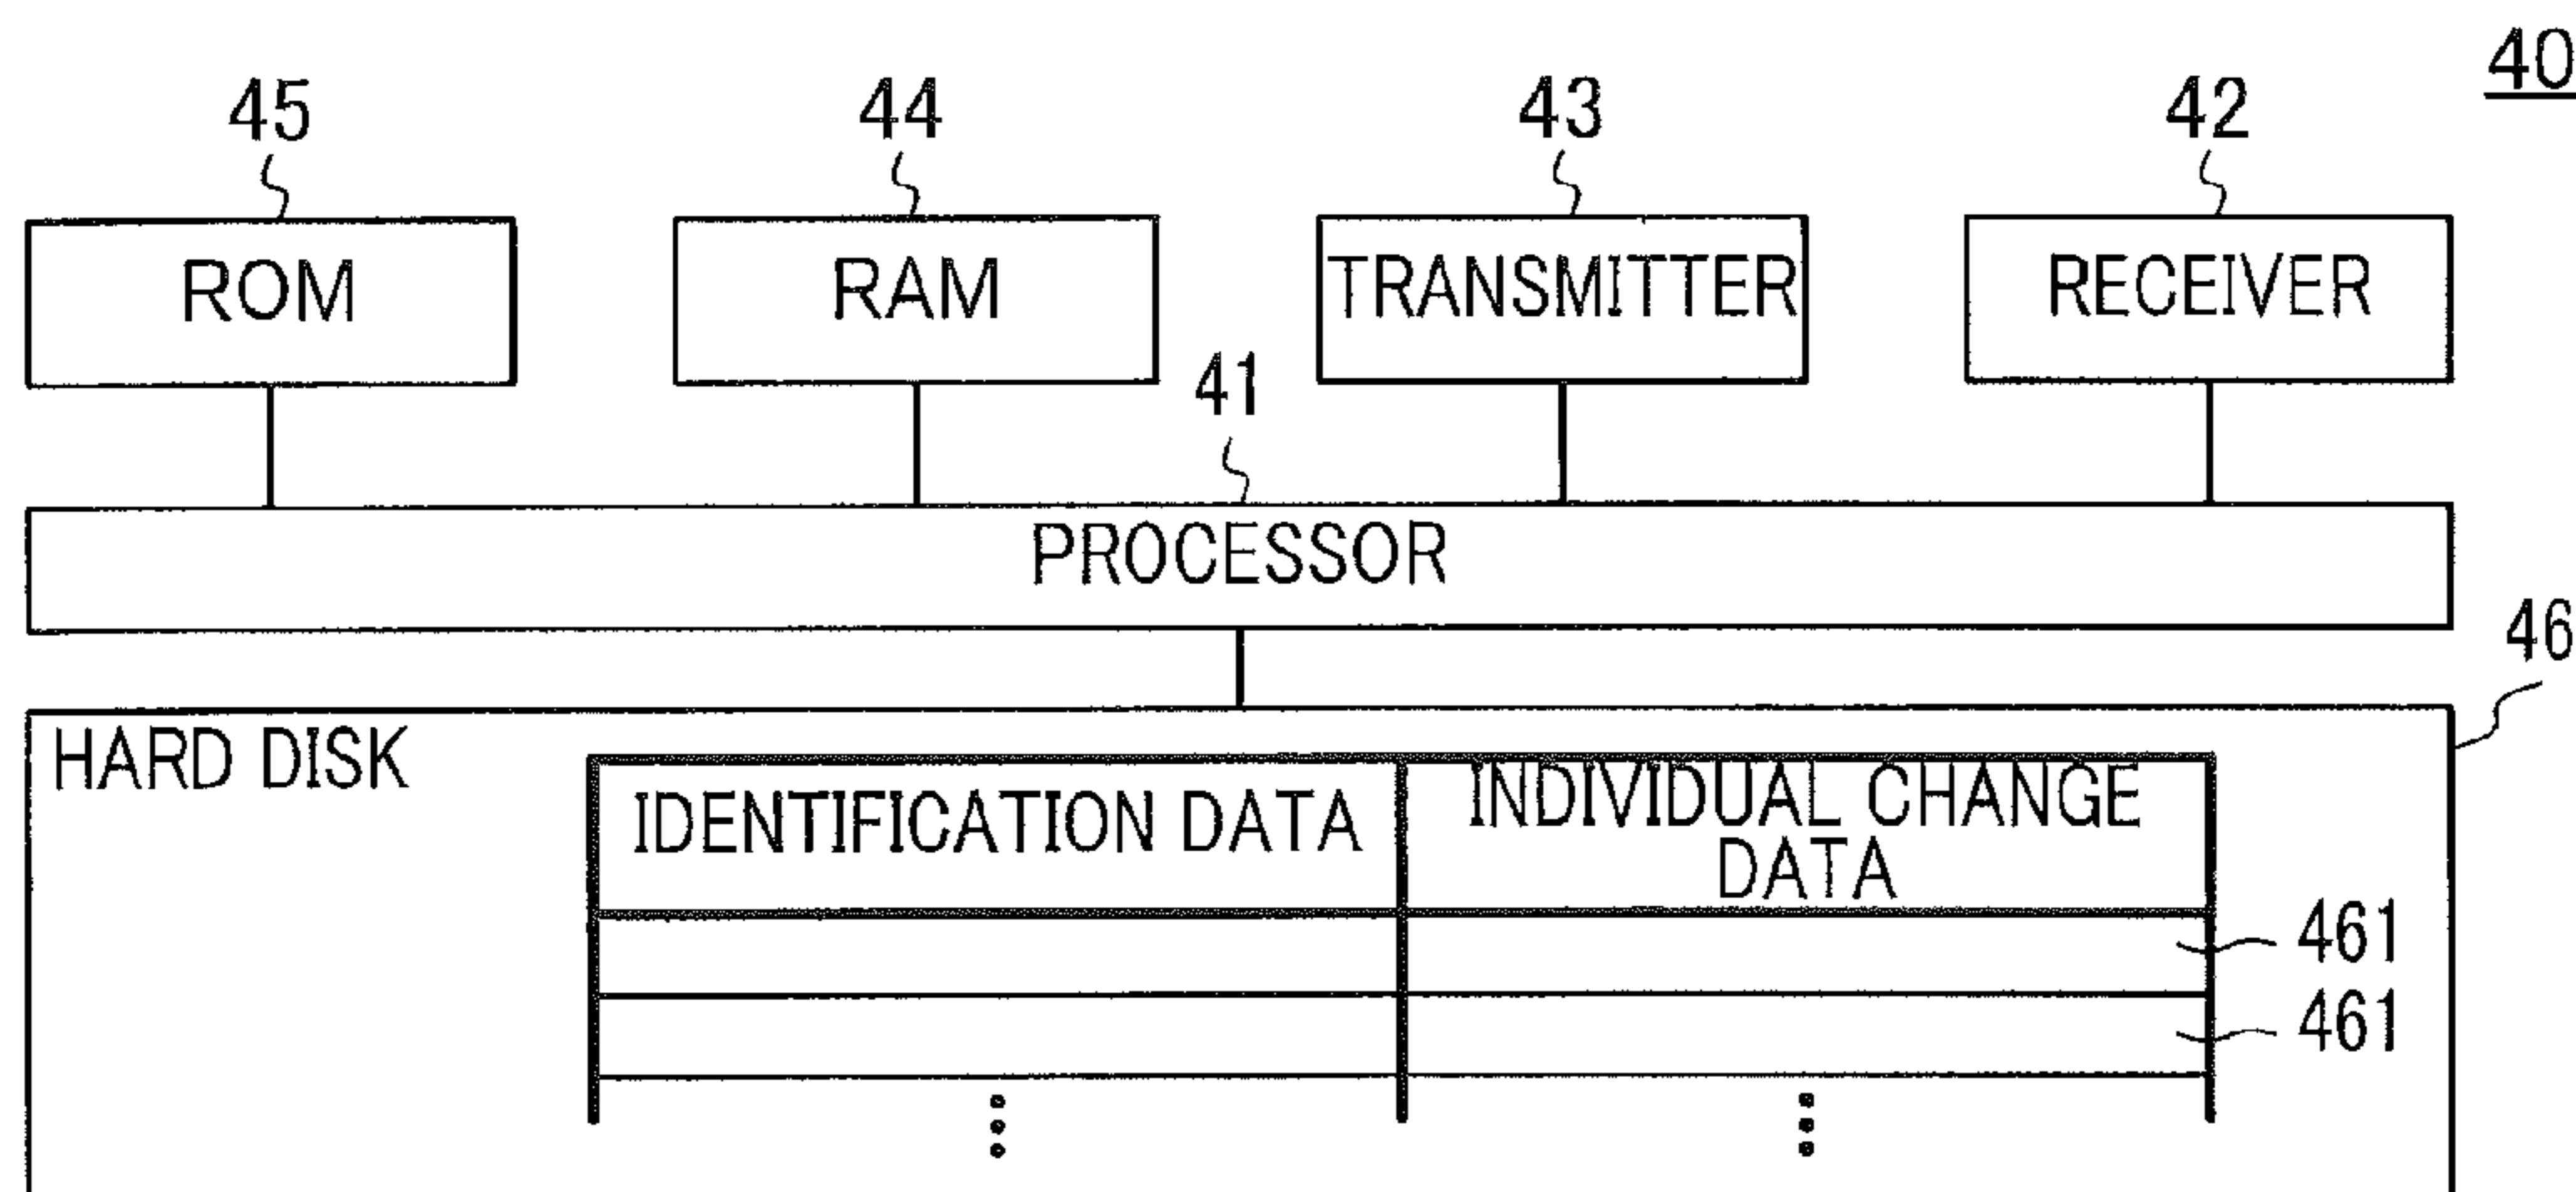 40
45 44 43 42
ROM RAM TRANSMITTER RECEIVER
41
PROCESSOR
46
HARD DISK
IDENTIFICATION DATA
INDIVIDUAL CHANGE
DATA
461
461